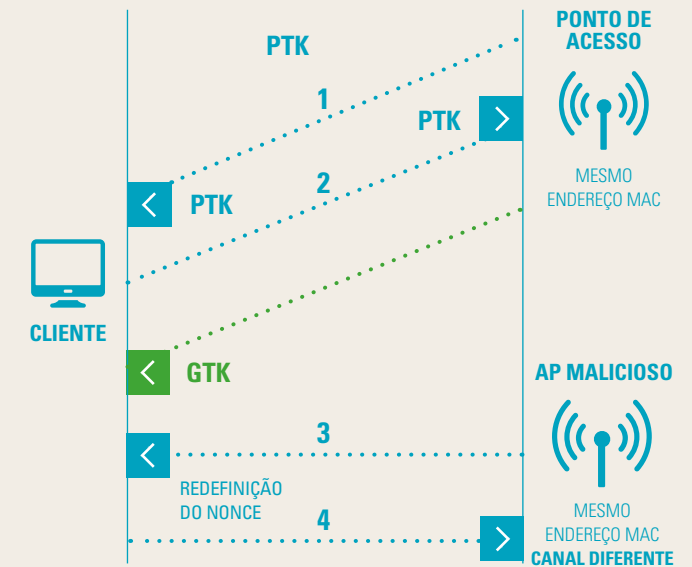 PONTO DE
ACESSO
PTK
1
PTK
MESMO
ENDEREÇO MAC
2
PTK
CLIENTE
GTK
AP MALICIOSO
3
REDEFINIÇÃO
DO NONCE
4
MESMO
ENDEREÇO MAC
CANAL DIFERENTE